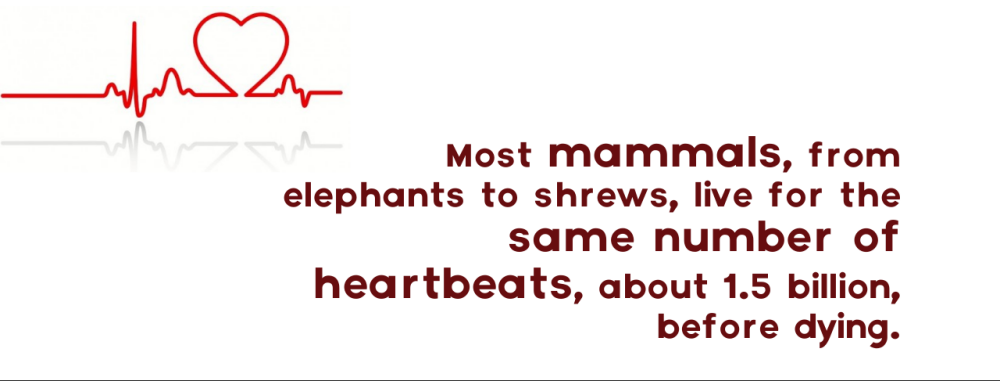 Most mammals, from
elephants to shrews, live for the
same number of
heartbeats, about 1.5 billion,
before dying.